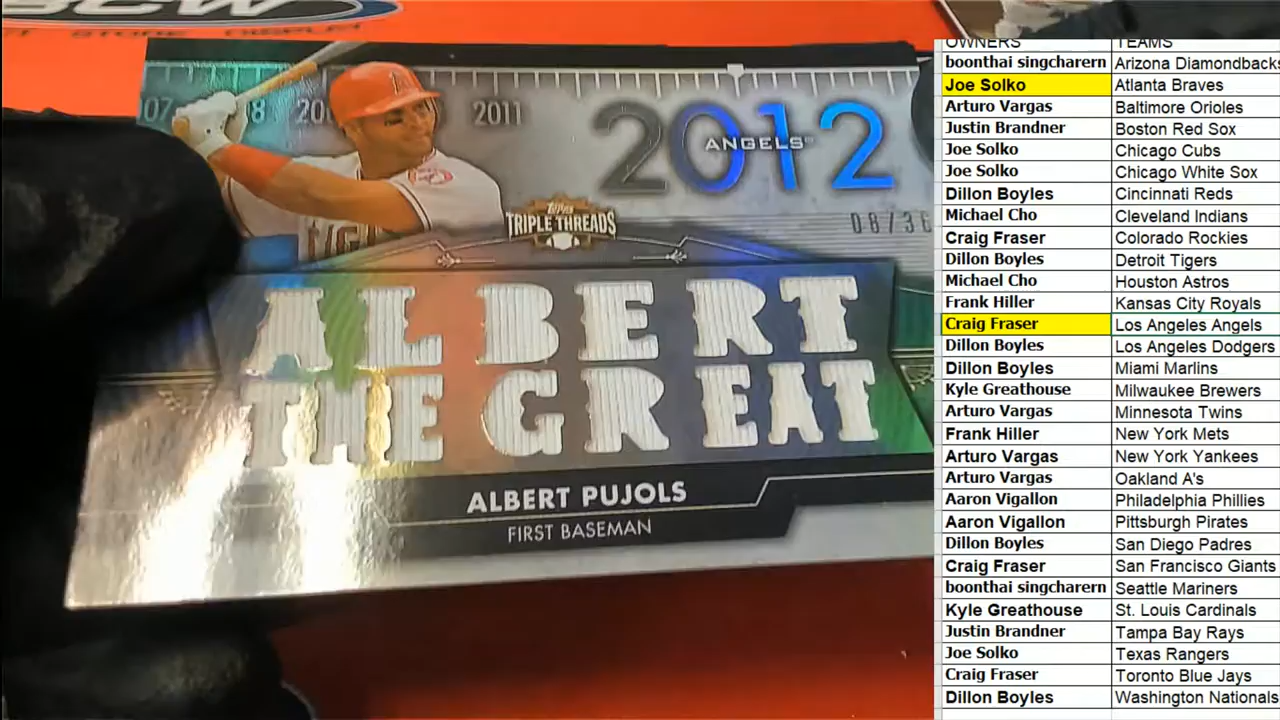 BCW
07
8
2011
2012
ANGELS
Topps
TRIPLE THREADS
08/36
ALBERT
THE GREAT
ALBERT PUJOLS
FIRST BASEMAN
OWNERS TEAMS
boonthai singcharern Arizona Diamondbacks
Joe Solko Atlanta Braves
Arturo Vargas Baltimore Orioles
Justin Brandner Boston Red Sox
Joe Solko Chicago Cubs
Joe Solko Chicago White Sox
Dillon Boyles Cincinnati Reds
Michael Cho Cleveland Indians
Craig Fraser Colorado Rockies
Dillon Boyles Detroit Tigers
Michael Cho Houston Astros
Frank Hiller Kansas City Royals
Craig Fraser Los Angeles Angels
Dillon Boyles Los Angeles Dodgers
Dillon Boyles Miami Marlins
Kyle Greathouse Milwaukee Brewers
Arturo Vargas Minnesota Twins
Frank Hiller New York Mets
Arturo Vargas New York Yankees
Arturo Vargas Oakland A's
Aaron Vigallon Philadelphia Phillies
Aaron Vigallon Pittsburgh Pirates
Dillon Boyles San Diego Padres
Craig Fraser San Francisco Giants
boonthai singcharern Seattle Mariners
Kyle Greathouse St. Louis Cardinals
Justin Brandner Tampa Bay Rays
Joe Solko Texas Rangers
Craig Fraser Toronto Blue Jays
Dillon Boyles Washington Nationals